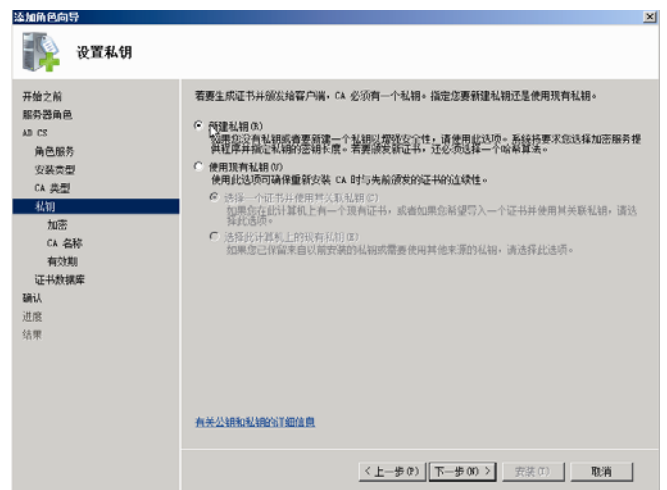 添加角色向导
设置私钥
开始之前
服务器角色
AD CS
角色服务
安装类型
CA 类型
私钥
加密
CA 名称
有效期
证书数据库
确认
进度
结果
若要生成证书并颁发给客户端，CA 必须有一个私钥。指定您要新建私钥还是使用现有私钥。
新建私钥(R)
如果您没有私钥或者要新建一个私钥以增强安全性，请使用此选项。系统将要求您选择加密服务提
供程序并指定私钥的密钥长度。若要颁发新证书，还必须选择一个哈希算法。
使用现有私钥(U)
使用此选项可确保重新安装 CA 时与先前颁发的证书的连续性。
选择一个证书并使用其关联私钥(C)
如果您在此计算机上有一个现有证书，或者如果您希望导入一个证书并使用其关联私钥，请选
择此选项。
选择此计算机上的现有私钥(E)
如果您已保留来自以前安装的私钥或需要使用其他来源的私钥，请选择此选项。
有关公钥和私钥的详细信息
< 上一步(P)
下一步(N) >
安装(I)
取消